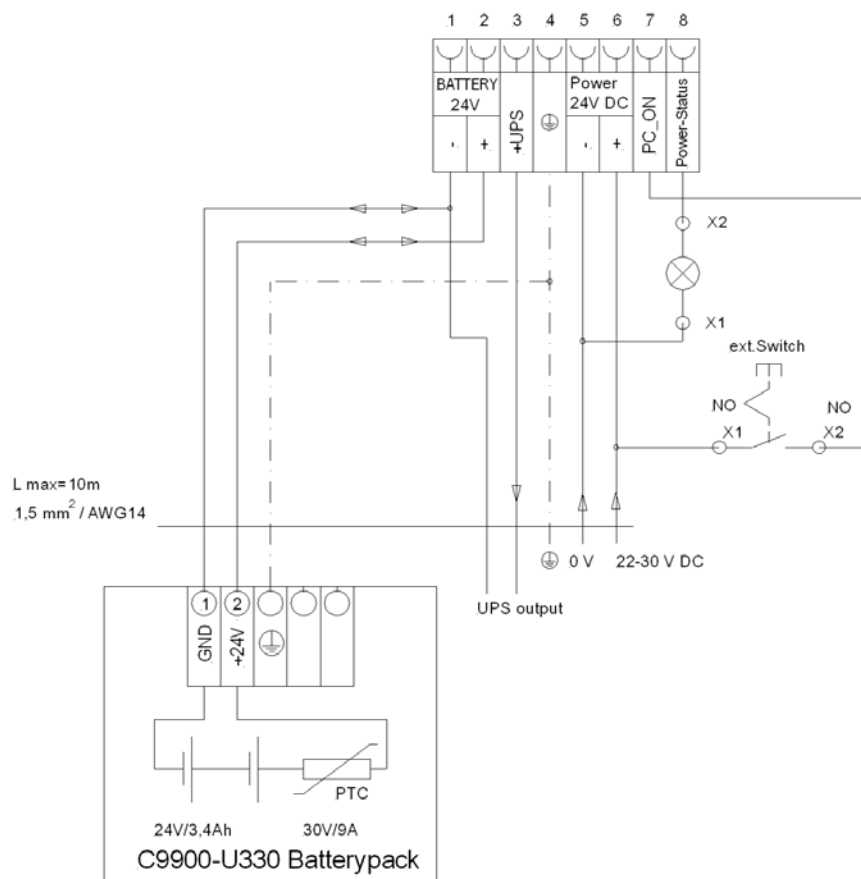 1 2 3 4 5 6 7 8
BATTERY
24V
- +
+UPS
Power
24V DC
- +
PC_ON
Power-Status
X2
X1
ext.Switch
NO NO
X1 X2
L max=10m
1,5 mm² / AWG14
0 V 22-30 V DC
UPS output
1 2
GND
+24V
PTC
24V/3,4Ah 30V/9A
C9900-U330 Batterypack